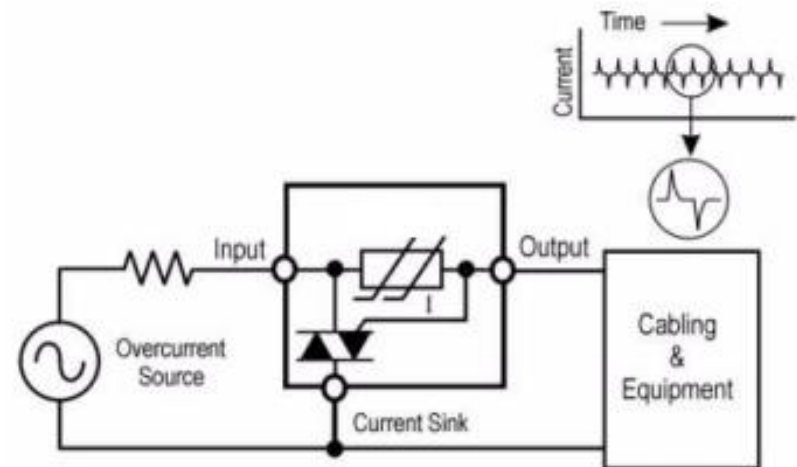 Time
Current
Input
Output
I
Overcurrent
Source
Current Sink
Cabling
&
Equipment